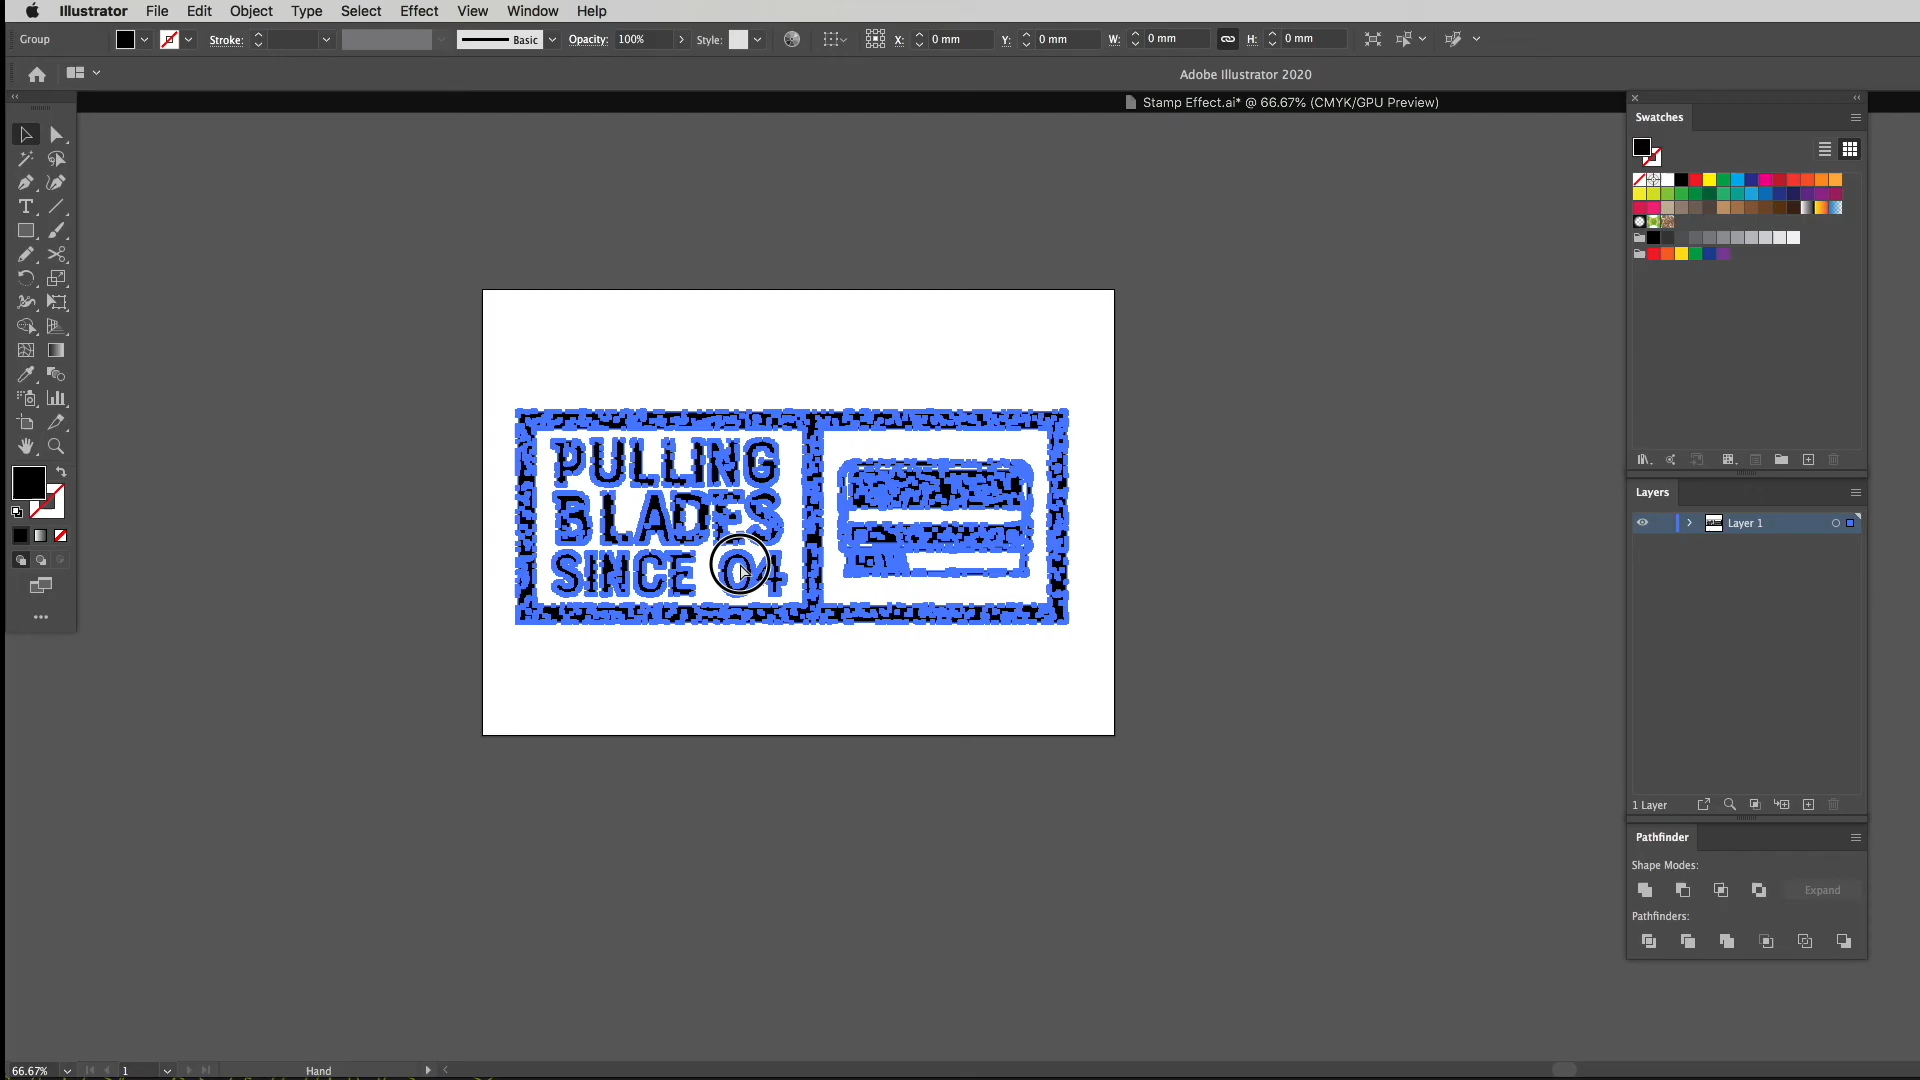 Illustrator File Edit Object Type Select Effect View Window Help
Group Stroke: Basic Opacity: 100% Style: X: 0 mm Y: 0 mm W: 0 mm H: 0 mm
Adobe Illustrator 2020
Stamp Effect.ai* @ 66.67% (CMYK/GPU Preview)
Swatches
PULLING
BLADES
SINCE 04
Layers
Layer 1
1 Layer
Pathfinder
Shape Modes:
Expand
Pathfinders:
66.67% 1 Hand